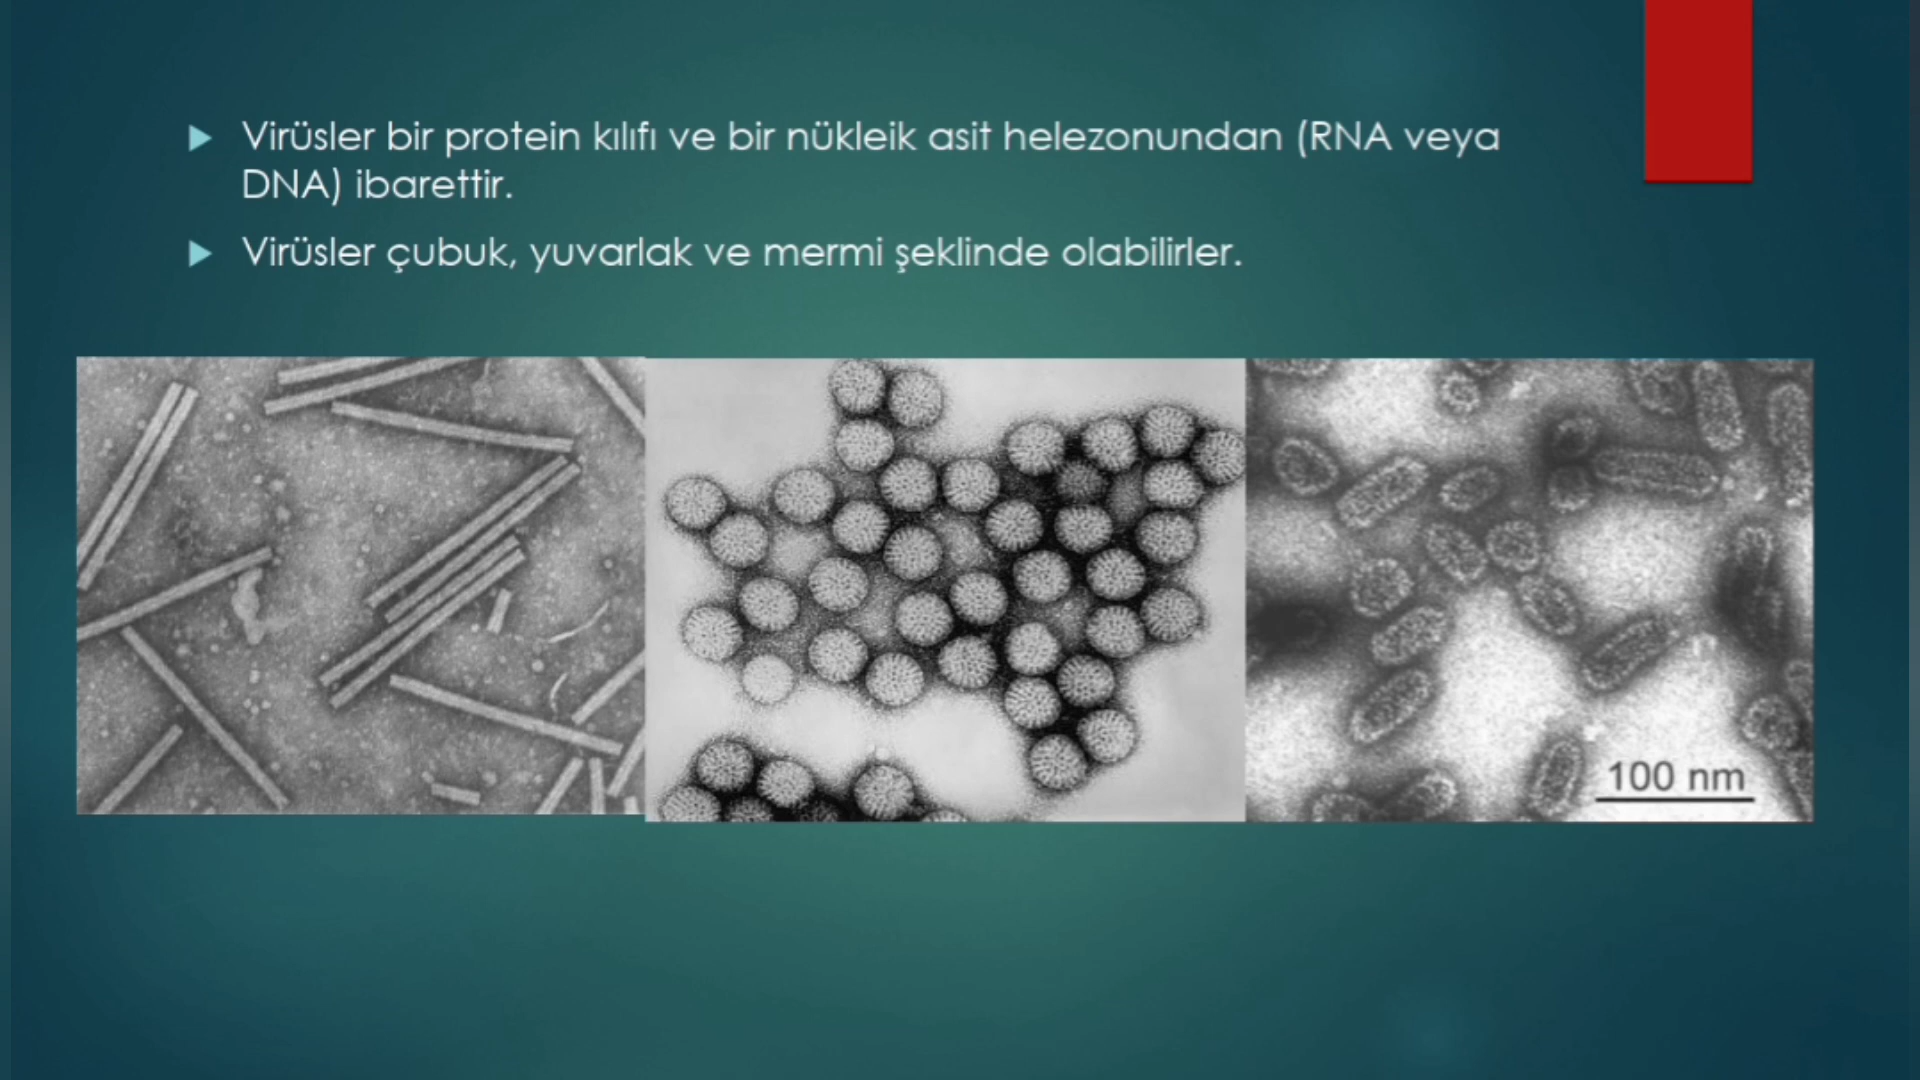 Virüsler bir protein kılıfı ve bir nükleik asit helezonundan (RNA veya
DNA) ibarettir.
Virüsler çubuk, yuvarlak ve mermi şeklinde olabilirler.
100 nm